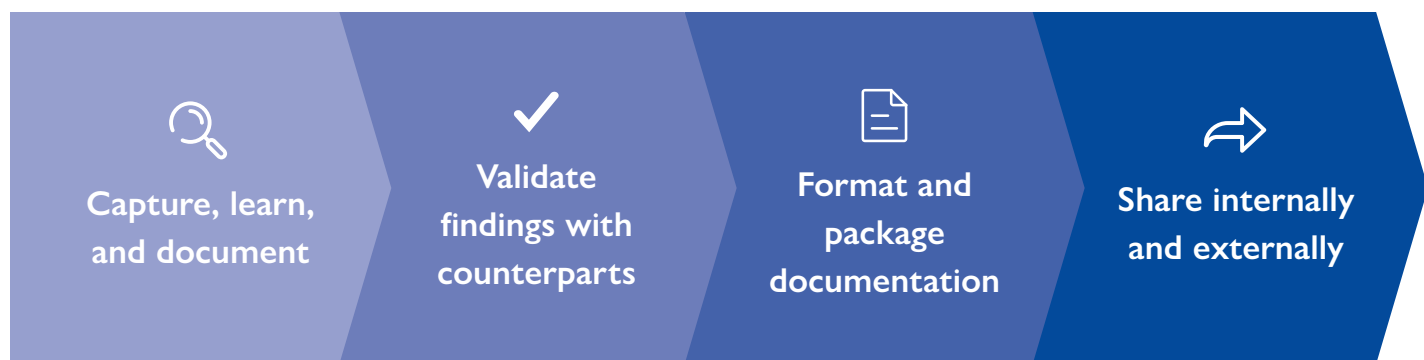 Capture, learn,
and document
Validate
findings with
counterparts
Format and
package
documentation
Share internally
and externally